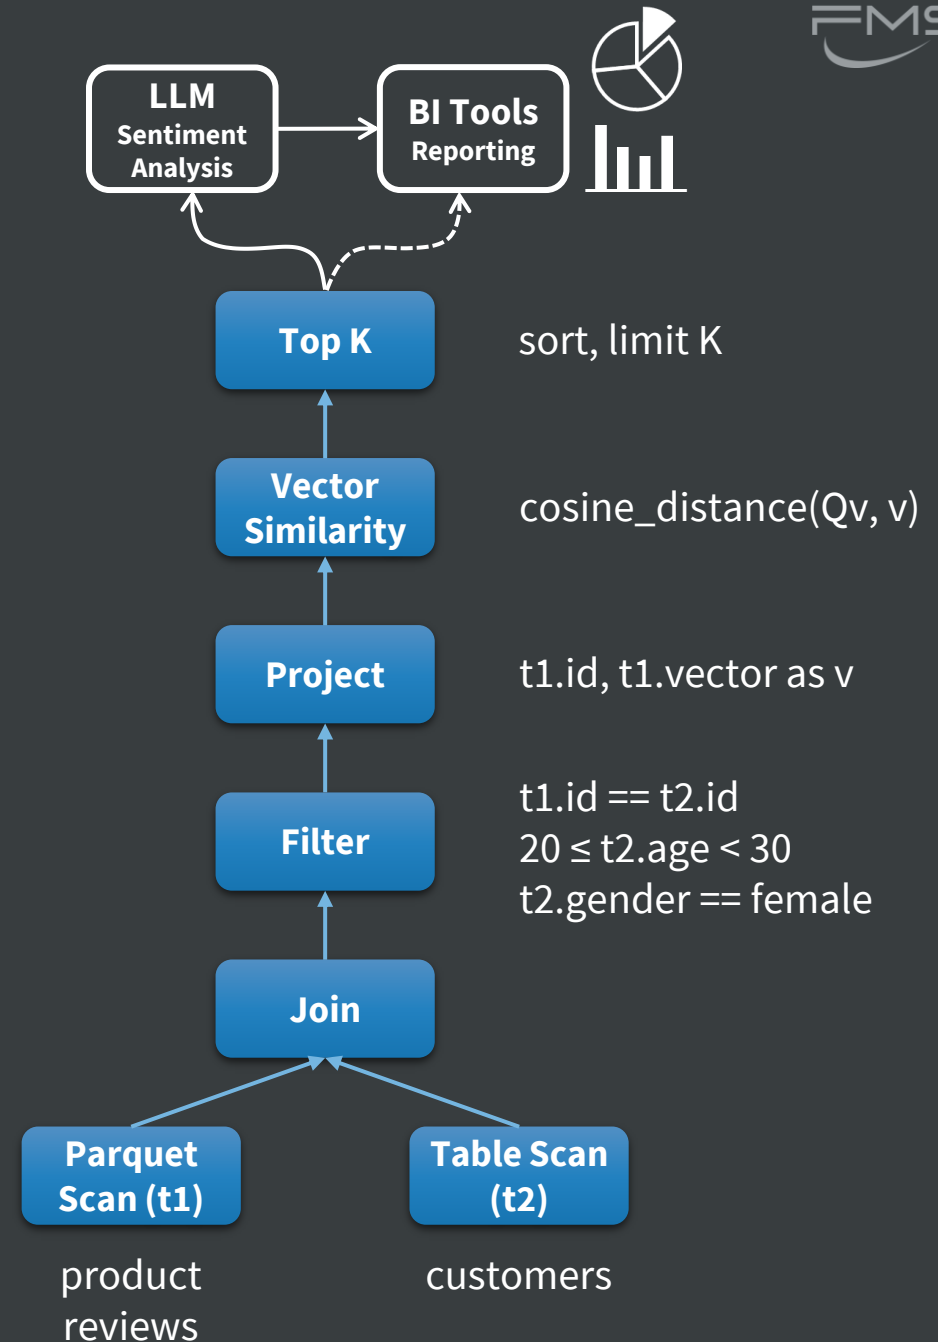 FMS
LLM
Sentiment
Analysis
BI Tools
Reporting
Top K
sort, limit K
Vector
Similarity
cosine_distance(Qv, v)
Project
t1.id, t1.vector as v
Filter
t1.id == t2.id
20 ≤ t2.age < 30
t2.gender == female
Join
Parquet
Scan (t1)
Table Scan
(t2)
product
reviews
customers